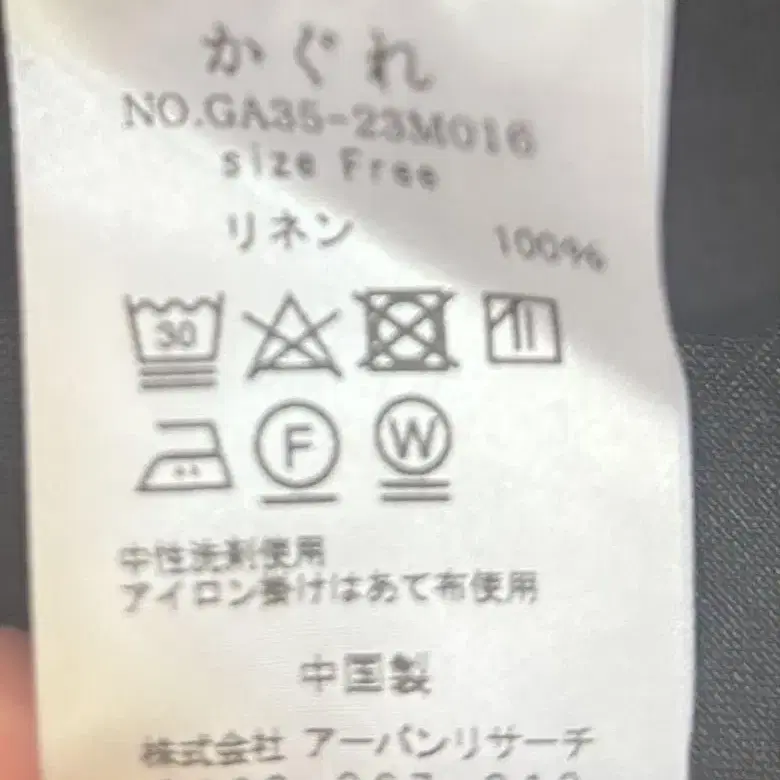 かぐれ
NO.GA35-23M016
size Free
リネン 100%
30
F W
中性洗剤使用
アイロン掛けはあて布使用
中国製
株式会社 アーバンリサーチ